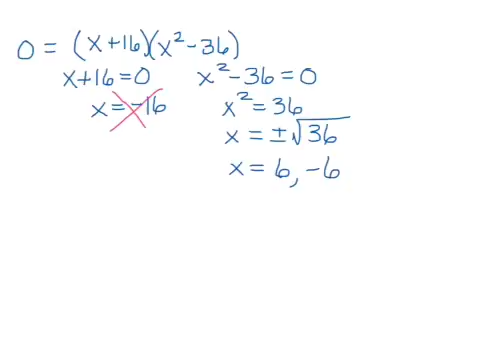 0 = (x+16)(x²-36)
x+16=0 x²-36=0
x=-16 x²=36
x=±√36
x=6,-6